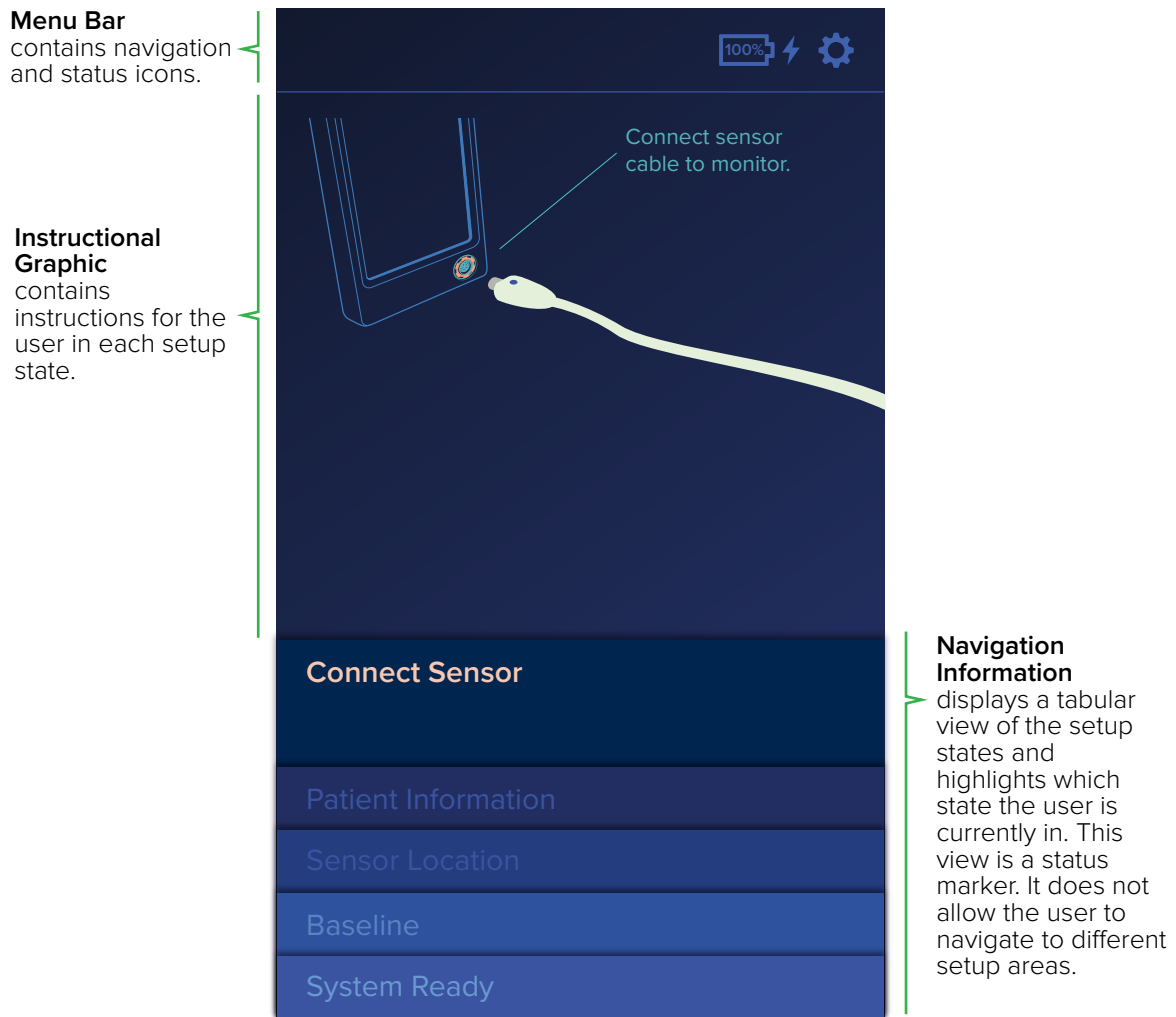 Menu Bar
contains navigation
and status icons.
100%
Connect sensor
cable to monitor.
Instructional
Graphic
contains
instructions for the
user in each setup
state.
Connect Sensor
Patient Information
Sensor Location
Baseline
System Ready
Navigation
Information
displays a tabular
view of the setup
states and
highlights which
state the user is
currently in. This
view is a status
marker. It does not
allow the user to
navigate to different
setup areas.